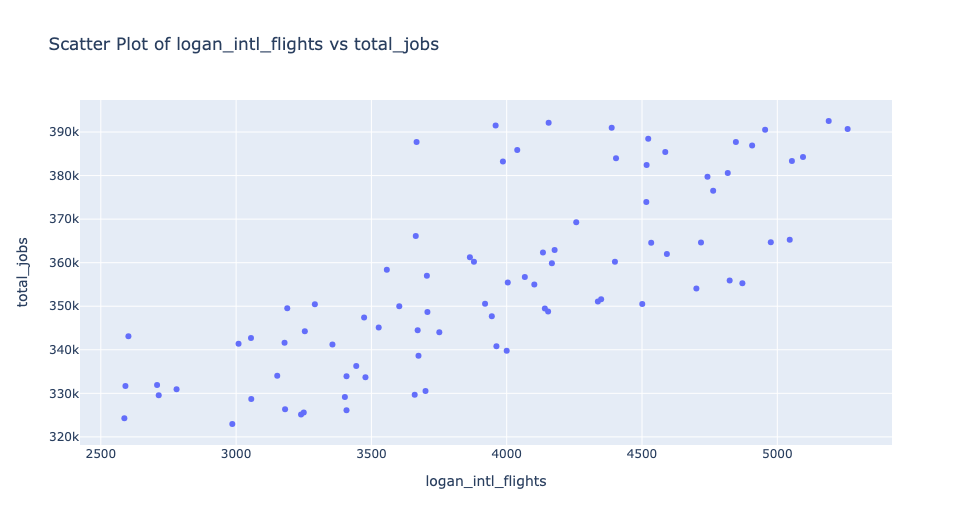 Scatter Plot of logan_intl_flights vs total_jobs
390k
380k
370k
360k
350k
340k
330k
320k
total_jobs
2500 3000 3500 4000 4500 5000
logan_intl_flights